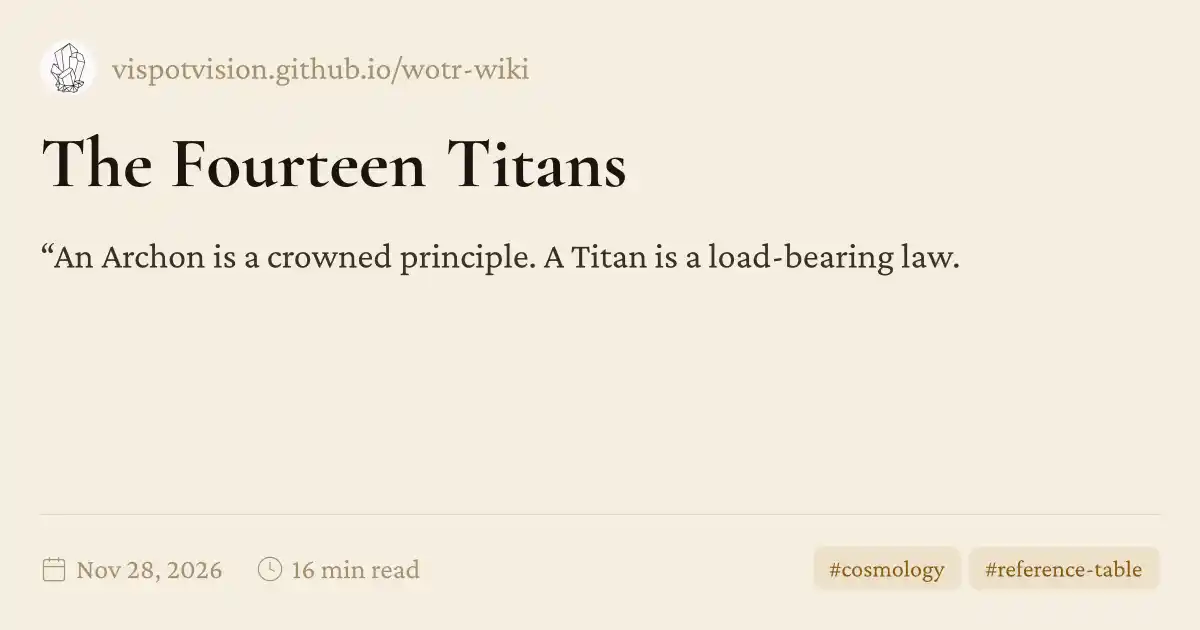 vispotvision.github.io/wotr-wiki
The Fourteen Titans
“An Archon is a crowned principle. A Titan is a load-bearing law.
Nov 28, 2026 16 min read #cosmology #reference-table